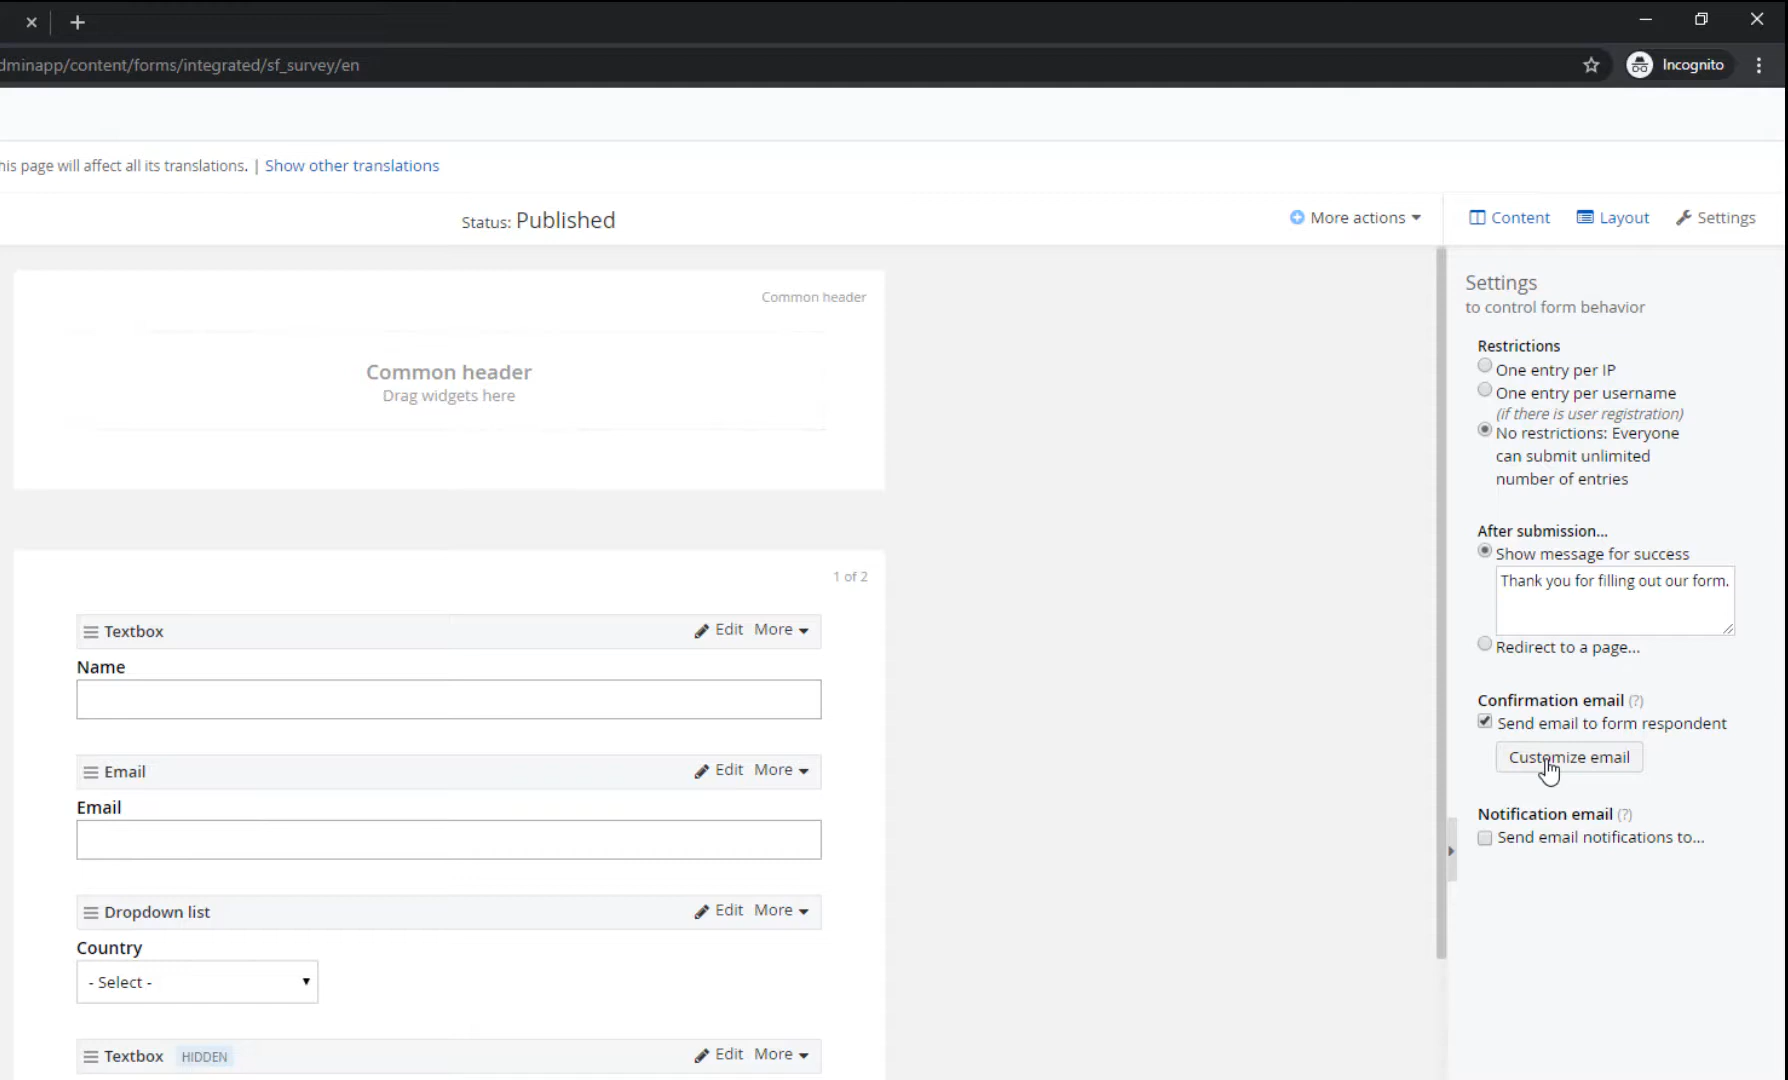 dminapp/content/forms/integrated/sf_survey/en
Incognito
his page will affect all its translations. | Show other translations
Status: Published
More actions
Content
Layout
Settings
Common header
Common header
Drag widgets here
1 of 2
Textbox
Edit More
Name
Email
Edit More
Email
Dropdown list
Edit More
Country
- Select -
Textbox HIDDEN
Edit More
Settings
to control form behavior
Restrictions
One entry per IP
One entry per username
(if there is user registration)
No restrictions: Everyone
can submit unlimited
number of entries
After submission...
Show message for success
Thank you for filling out our form.
Redirect to a page...
Confirmation email (?)
Send email to form respondent
Customize email
Notification email (?)
Send email notifications to...